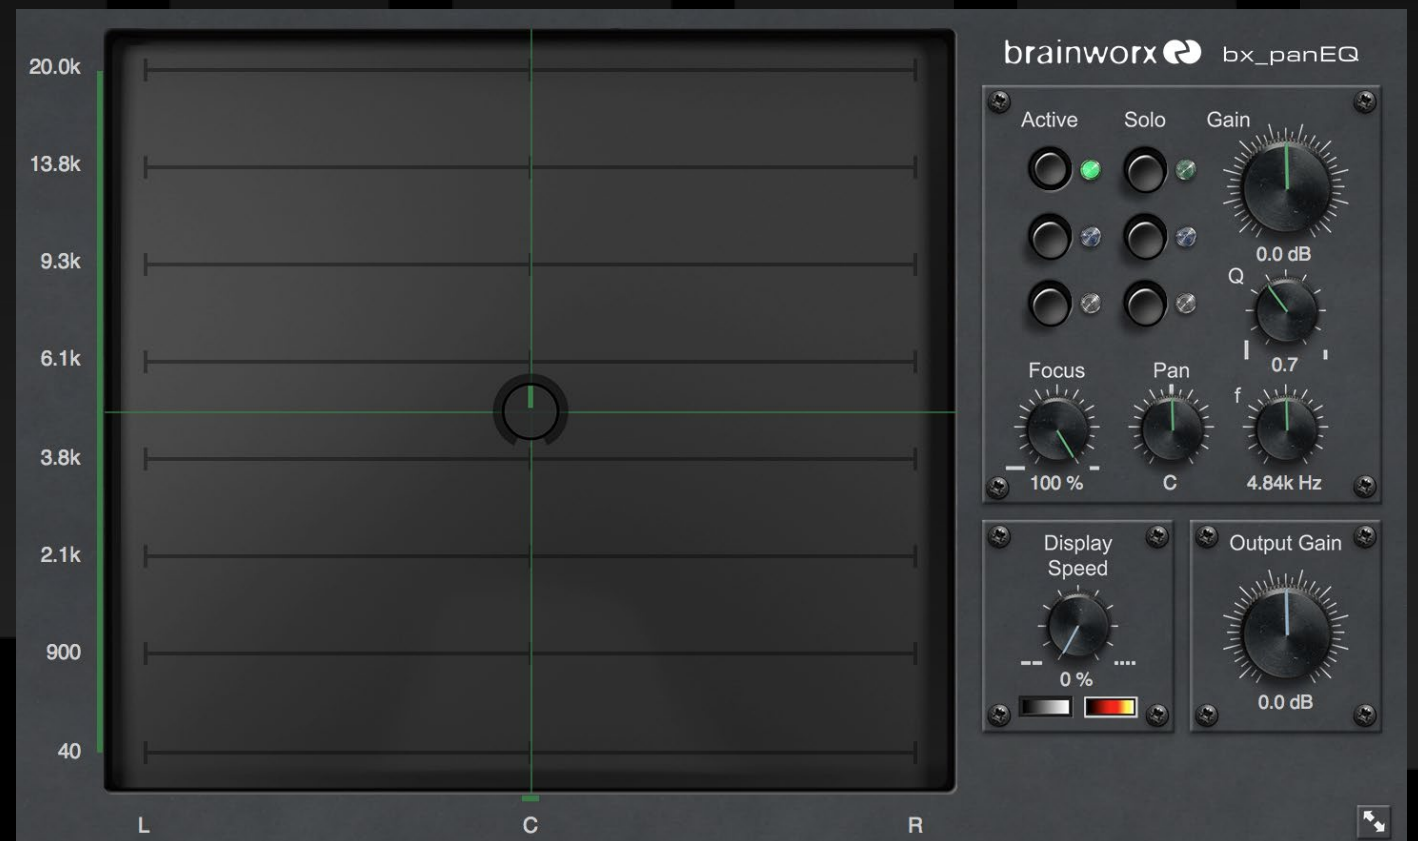 brainworx bx_panEQ
20.0k
13.8k
9.3k
6.1k
3.8k
2.1k
900
40
L C R
Active Solo Gain
0.0 dB
Q
0.7
Focus Pan f
100 % C 4.84k Hz
Display
Speed
0 %
Output Gain
0.0 dB